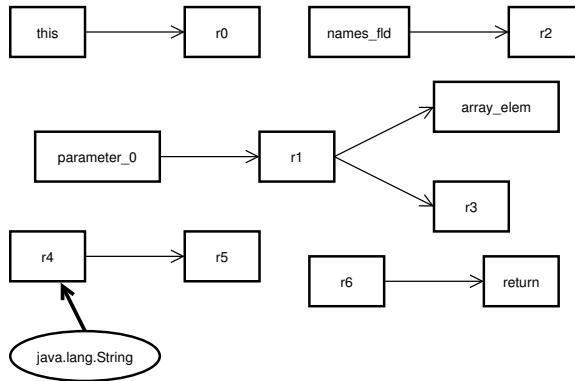 this
r0
names_fld
r2
array_elem
parameter_0
r1
r3
r4
r5
r6
return
java.lang.String